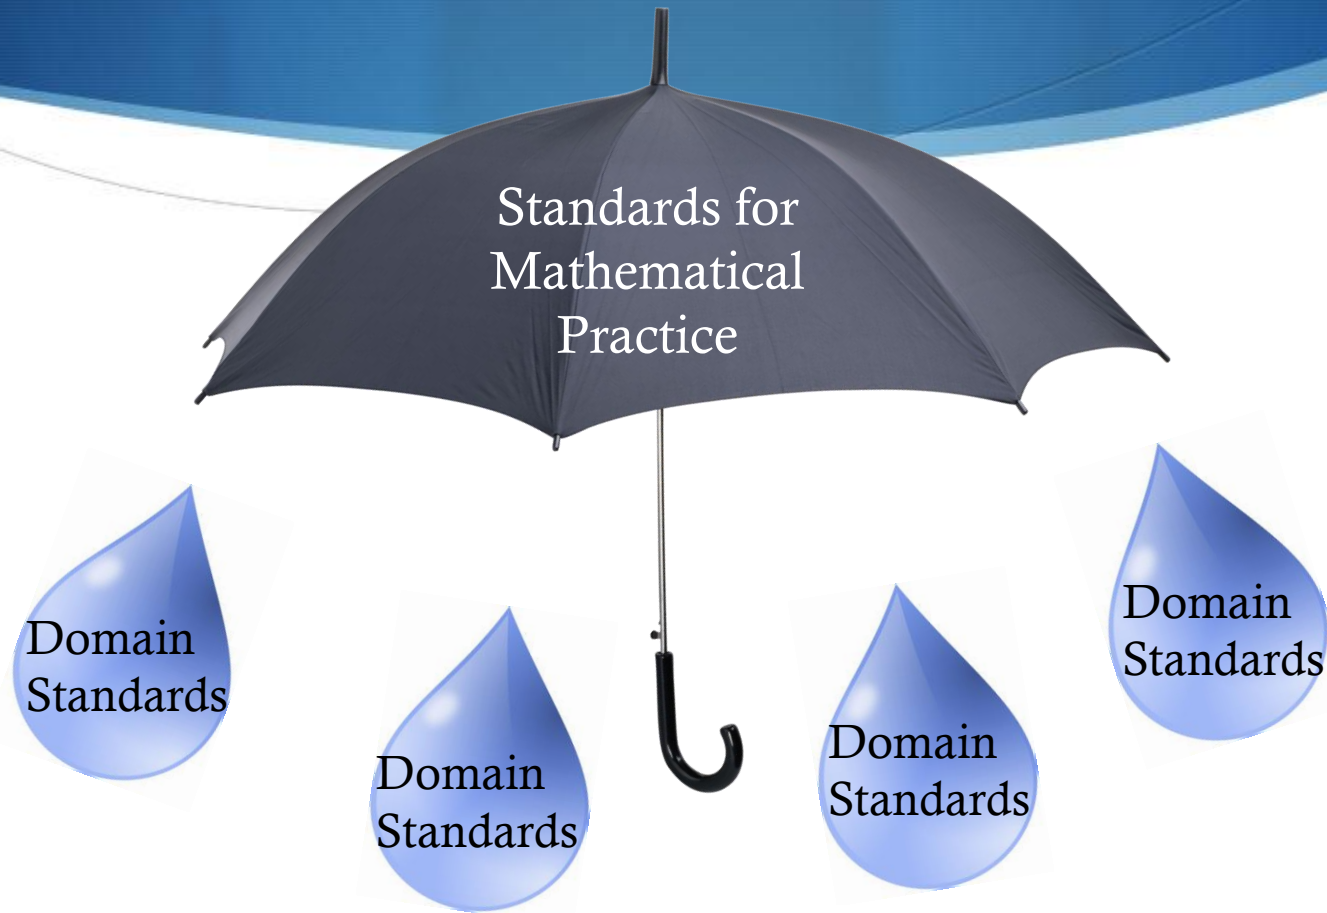 Standards for
Mathematical
Practice
Domain
Standards
Domain
Standards
Domain
Standards
Domain
Standards